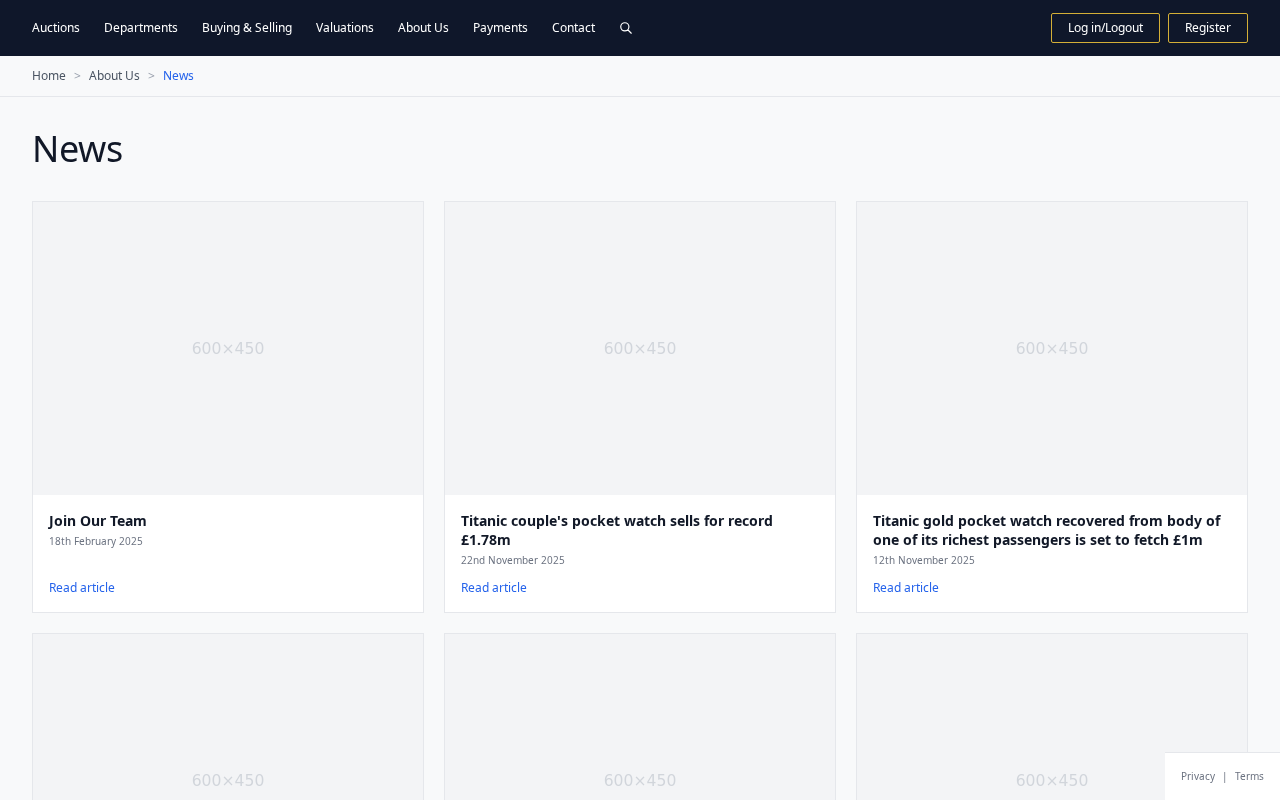 Auctions Departments Buying & Selling Valuations About Us Payments Contact Log in/Logout Register
Home > About Us > News
News
600×450 600×450 600×450
Join Our Team
18th February 2025
Read article
Titanic couple's pocket watch sells for record
£1.78m
22nd November 2025
Read article
Titanic gold pocket watch recovered from body of
one of its richest passengers is set to fetch £1m
12th November 2025
Read article
600×450 600×450 600×450
Privacy | Terms